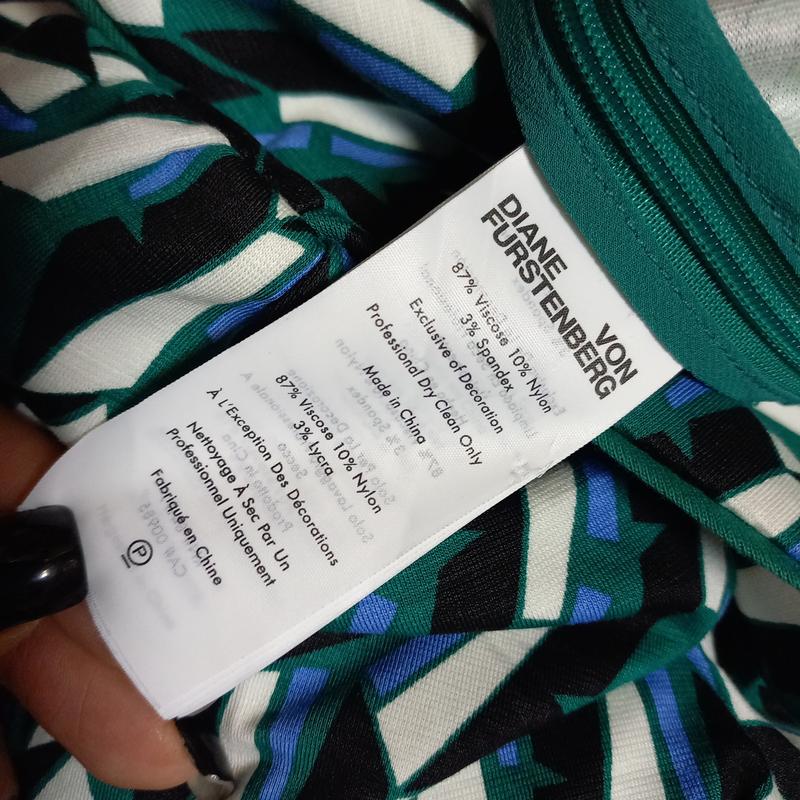 DIANE
VON
FURSTENBERG
87% Viscose 10% Nylon
3% Spandex
Exclusive of Decoration
Professional Dry Clean Only
Made in China
87% Viscose 10% Nylon
3% Lycra
À L'Exception Des Décorations
Nettoyage À Sec Par Un
Professionnel Uniquement
Fabriqué en Chine
P